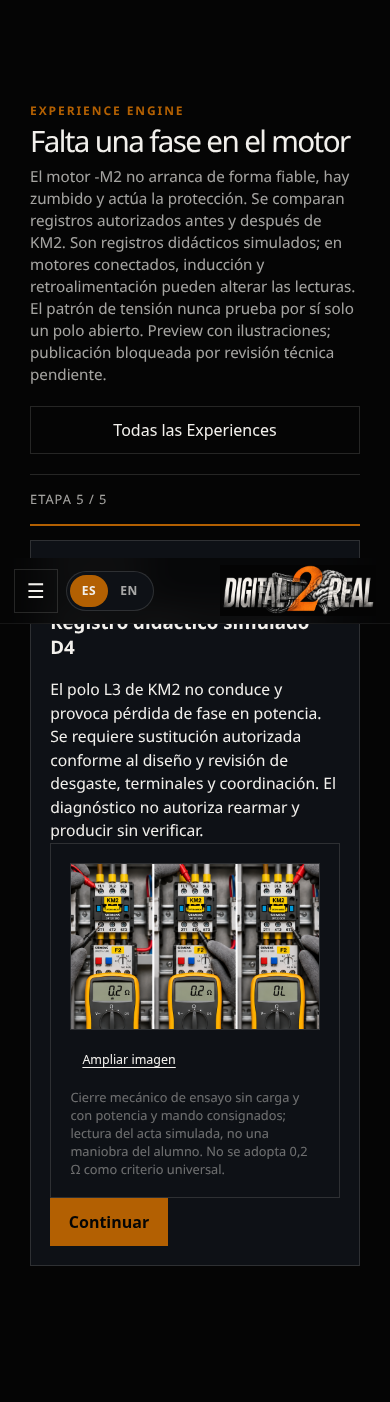 EXPERIENCE ENGINE
Falta una fase en el motor
El motor -M2 no arranca de forma fiable, hay
zumbido y actúa la protección. Se comparan
registros autorizados antes y después de
KM2. Son registros didácticos simulados; en
motores conectados, inducción y
retroalimentación pueden alterar las lecturas.
El patrón de tensión nunca prueba por sí solo
un polo abierto. Preview con ilustraciones;
publicación bloqueada por revisión técnica
pendiente.
Todas las Experiences
ETAPA 5 / 5
☰ ES EN DIGITAL 2 REAL
Registro didáctico simulado
D4
El polo L3 de KM2 no conduce y
provoca pérdida de fase en potencia.
Se requiere sustitución autorizada
conforme al diseño y revisión de
desgaste, terminales y coordinación. El
diagnóstico no autoriza rearmar y
producir sin verificar.
KM2 KM2 KM2
F2 F2 F2
0.2 Ω 0.2 Ω OL
Ampliar imagen
Cierre mecánico de ensayo sin carga y
con potencia y mando consignados;
lectura del acta simulada, no una
maniobra del alumno. No se adopta 0,2
Ω como criterio universal.
Continuar